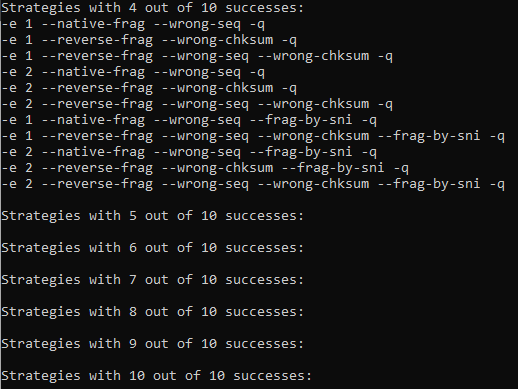 Strategies with 4 out of 10 successes:
-e 1 --native-frag --wrong-seq -q
-e 1 --reverse-frag --wrong-chksum -q
-e 1 --reverse-frag --wrong-seq --wrong-chksum -q
-e 2 --native-frag --wrong-seq -q
-e 2 --reverse-frag --wrong-chksum -q
-e 2 --reverse-frag --wrong-seq --wrong-chksum -q
-e 1 --native-frag --wrong-seq --frag-by-sni -q
-e 1 --reverse-frag --wrong-seq --wrong-chksum --frag-by-sni -q
-e 2 --native-frag --wrong-seq --frag-by-sni -q
-e 2 --reverse-frag --wrong-chksum --frag-by-sni -q
-e 2 --reverse-frag --wrong-seq --wrong-chksum --frag-by-sni -q
Strategies with 5 out of 10 successes:
Strategies with 6 out of 10 successes:
Strategies with 7 out of 10 successes:
Strategies with 8 out of 10 successes:
Strategies with 9 out of 10 successes:
Strategies with 10 out of 10 successes: